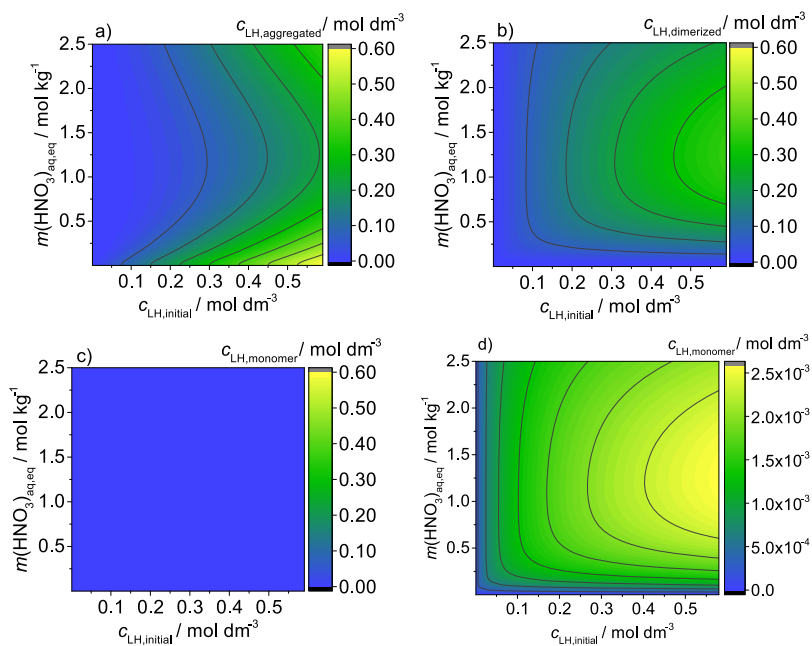 a)
c_LH,aggregated / mol dm⁻³
2.5
2.0
1.5
1.0
0.5
m(HNO₃)aq,eq / mol kg⁻¹
0.1 0.2 0.3 0.4 0.5
c_LH,initial / mol dm⁻³
0.60
0.50
0.40
0.30
0.20
0.10
0.00
b)
c_LH,dimerized / mol dm⁻³
2.5
2.0
1.5
1.0
0.5
m(HNO₃)aq,eq / mol kg⁻¹
0.1 0.2 0.3 0.4 0.5
c_LH,initial / mol dm⁻³
0.60
0.50
0.40
0.30
0.20
0.10
0.00
c)
c_LH,monomer / mol dm⁻³
2.5
2.0
1.5
1.0
0.5
m(HNO₃)aq,eq / mol kg⁻¹
0.1 0.2 0.3 0.4 0.5
c_LH,initial / mol dm⁻³
0.60
0.50
0.40
0.30
0.20
0.10
0.00
d)
c_LH,monomer / mol dm⁻³
2.5
2.0
1.5
1.0
0.5
m(HNO₃)aq,eq / mol kg⁻¹
0.1 0.2 0.3 0.4 0.5
c_LH,initial / mol dm⁻³
2.5×10⁻³
2.0×10⁻³
1.5×10⁻³
1.0×10⁻³
5.0×10⁻⁴
0.0